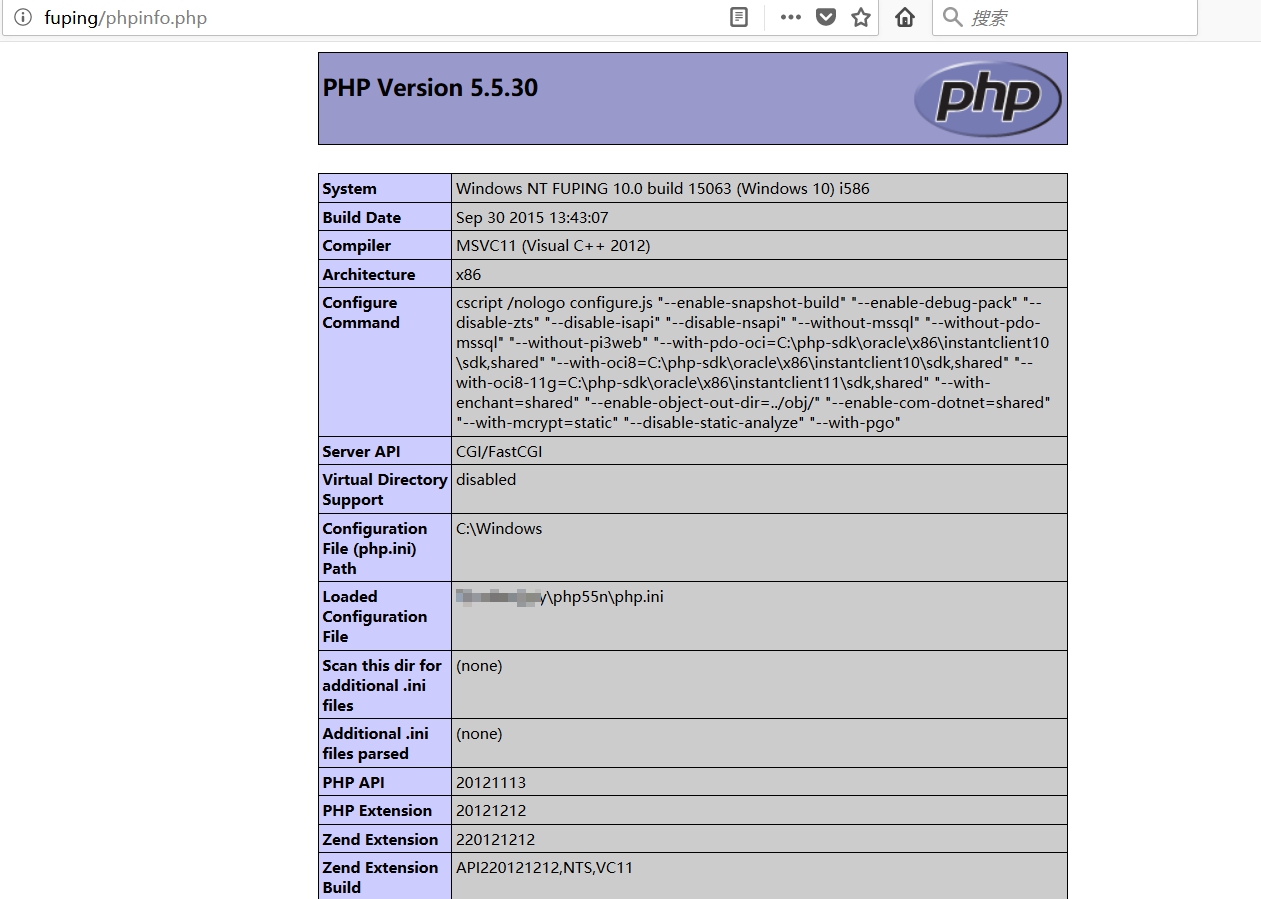 fuping/phpinfo.php
搜索
PHP Version 5.5.30
php
System
Windows NT FUPING 10.0 build 15063 (Windows 10) i586
Build Date
Sep 30 2015 13:43:07
Compiler
MSVC11 (Visual C++ 2012)
Architecture
x86
Configure
Command
cscript /nologo configure.js "--enable-snapshot-build" "--enable-debug-pack" "--
disable-zts" "--disable-isapi" "--disable-nsapi" "--without-mssql" "--without-pdo-
mssql" "--without-pi3web" "--with-pdo-oci=C:\php-sdk\oracle\x86\instantclient10
\sdk,shared" "--with-oci8=C:\php-sdk\oracle\x86\instantclient10\sdk,shared" "--
with-oci8-11g=C:\php-sdk\oracle\x86\instantclient11\sdk,shared" "--with-
enchant=shared" "--enable-object-out-dir=../obj/" "--enable-com-dotnet=shared"
"--with-mcrypt=static" "--disable-static-analyze" "--with-pgo"
Server API
CGI/FastCGI
Virtual Directory
Support
disabled
Configuration
File (php.ini)
Path
C:\Windows
Loaded
Configuration
File
y\php55n\php.ini
Scan this dir for
additional .ini
files
(none)
Additional .ini
files parsed
(none)
PHP API
20121113
PHP Extension
20121212
Zend Extension
220121212
Zend Extension
Build
API220121212,NTS,VC11